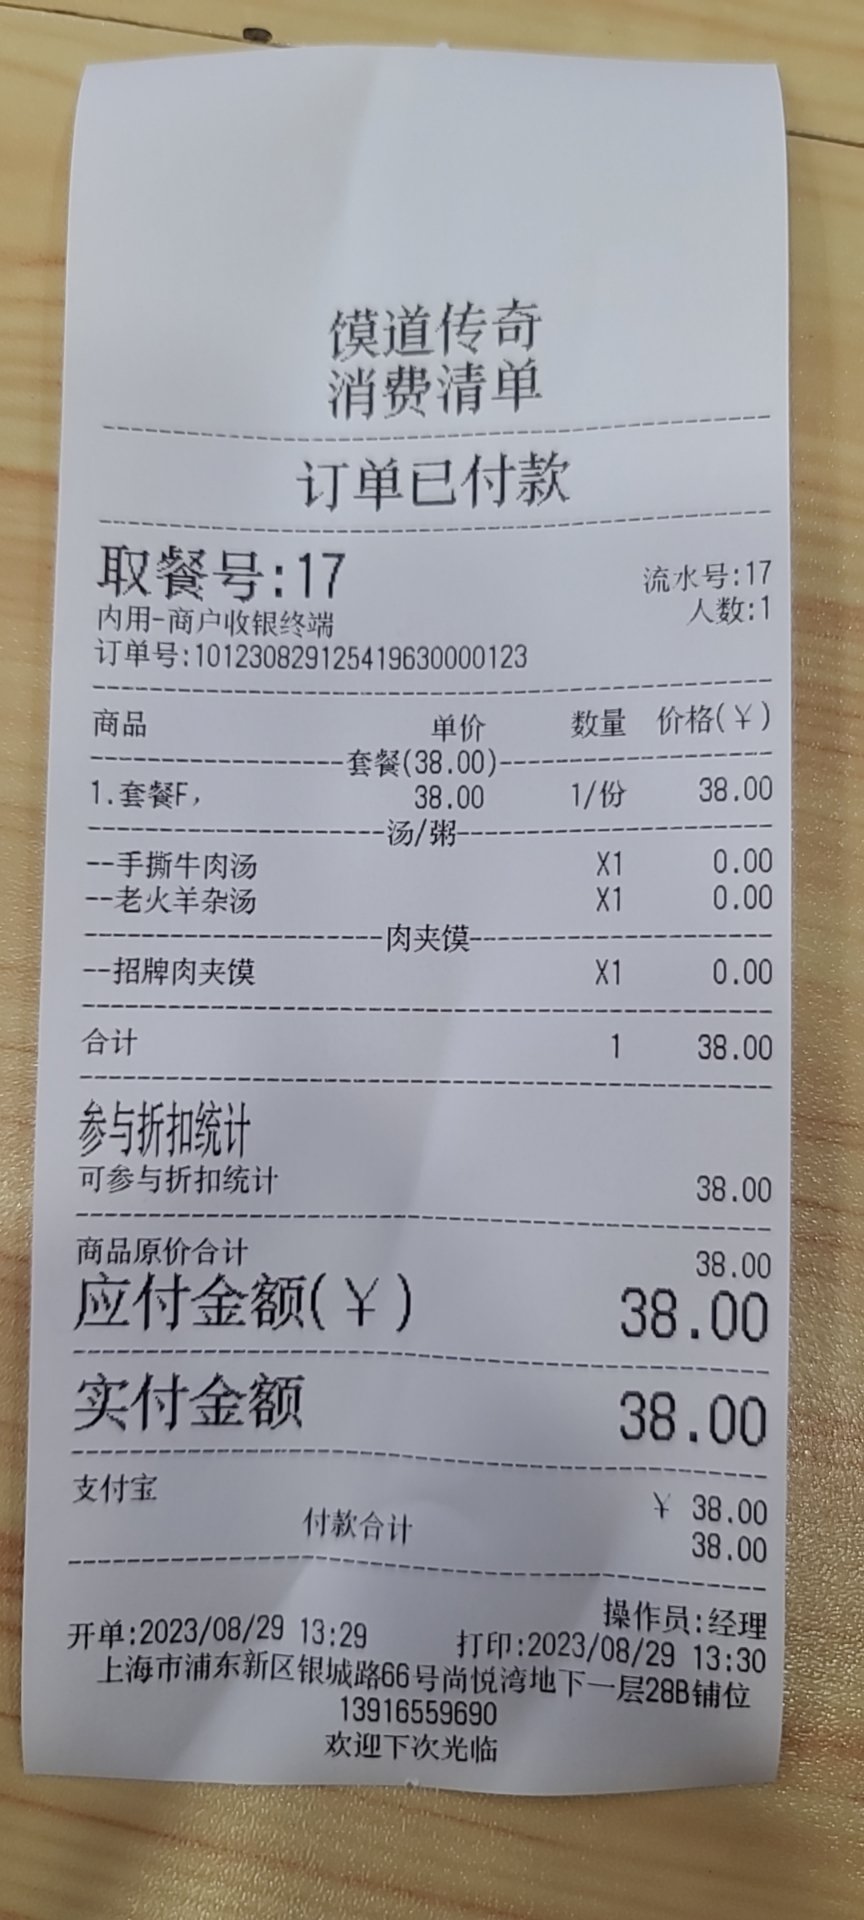 馍道传奇
消费清单
订单已付款
取餐号:17 流水号:17
内用-商户收银终端 人数:1
订单号:101230829125419630000123
商品 单价 数量 价格(¥)
套餐(38.00)
1.套餐F, 38.00 1/份 38.00
汤/粥
--手撕牛肉汤 X1 0.00
--老火羊杂汤 X1 0.00
肉夹馍
--招牌肉夹馍 X1 0.00
合计 1 38.00
参与折扣统计
可参与折扣统计 38.00
商品原价合计 38.00
应付金额(¥) 38.00
实付金额 38.00
支付宝 ¥ 38.00
付款合计 38.00
操作员:经理
开单:2023/08/29 13:29 打印:2023/08/29 13:30
上海市浦东新区银城路66号尚悦湾地下一层28B铺位
13916559690
欢迎下次光临